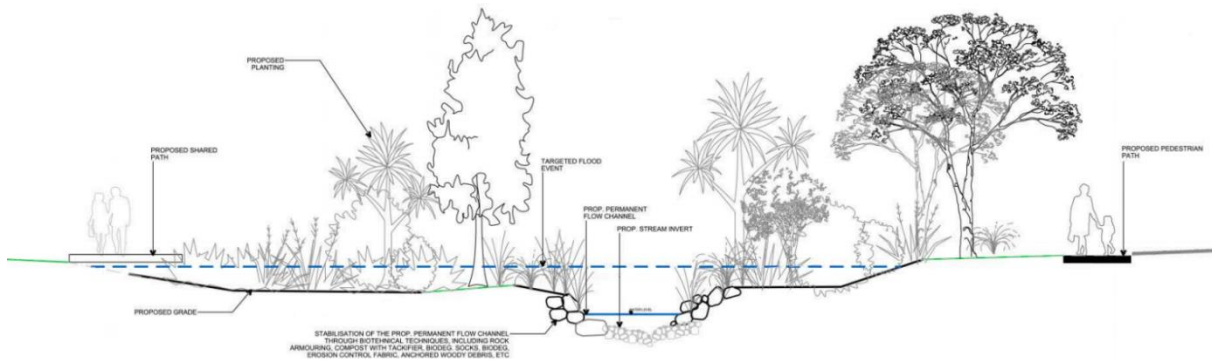 PROPOSED
PLANTING
PROPOSED SHARED
PATH
TARGETED FLOOD
EVENT
PROP. PERMANENT
FLOW CHANNEL
PROP. STREAM INVERT
PROPOSED PEDESTRIAN
PATH
PROPOSED GRADE
STABILISATION OF THE PROP. PERMANENT FLOW CHANNEL
THROUGH BIOTEHNICAL TECHNIQUES, INCLUDING ROCK
ARMOURING, COMPOST WITH TACKIFIER, BIODEG. SOCKS, BIODEG,
EROSION CONTROL FABRIC, ANCHORED WOODY DEBRIS, ETC